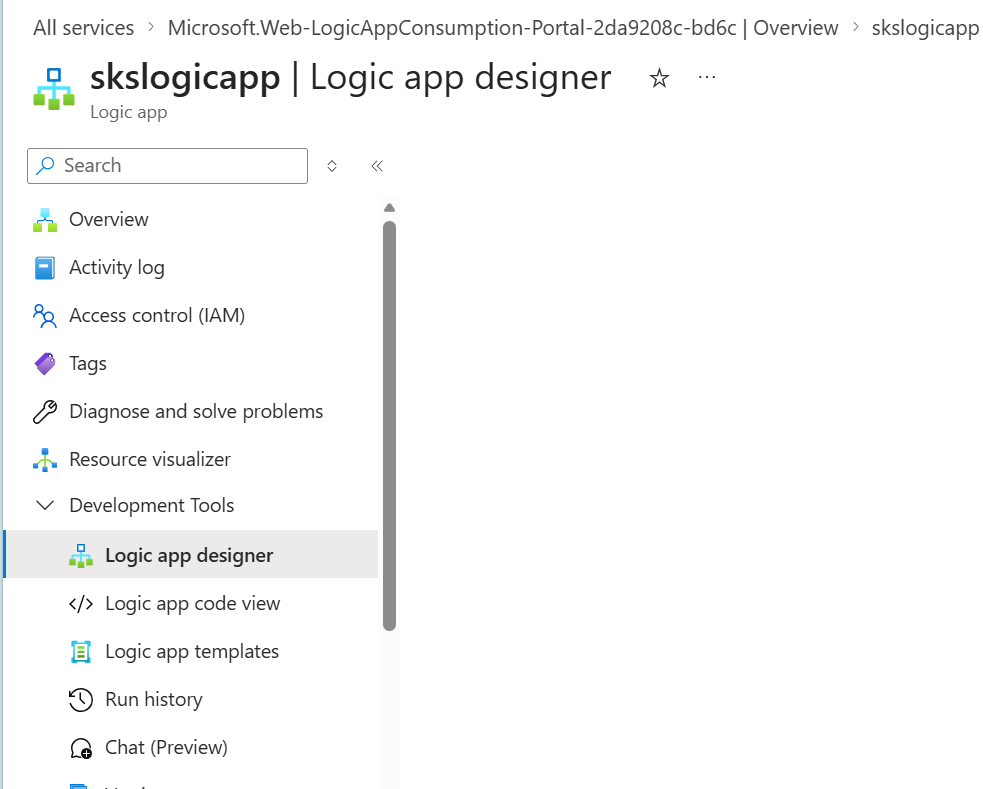 All services > Microsoft.Web-LogicAppConsumption-Portal-2da9208c-bd6c | Overview > skslogicapp
skslogicapp | Logic app designer
Logic app
Search
Overview
Activity log
Access control (IAM)
Tags
Diagnose and solve problems
Resource visualizer
Development Tools
Logic app designer
Logic app code view
Logic app templates
Run history
Chat (Preview)